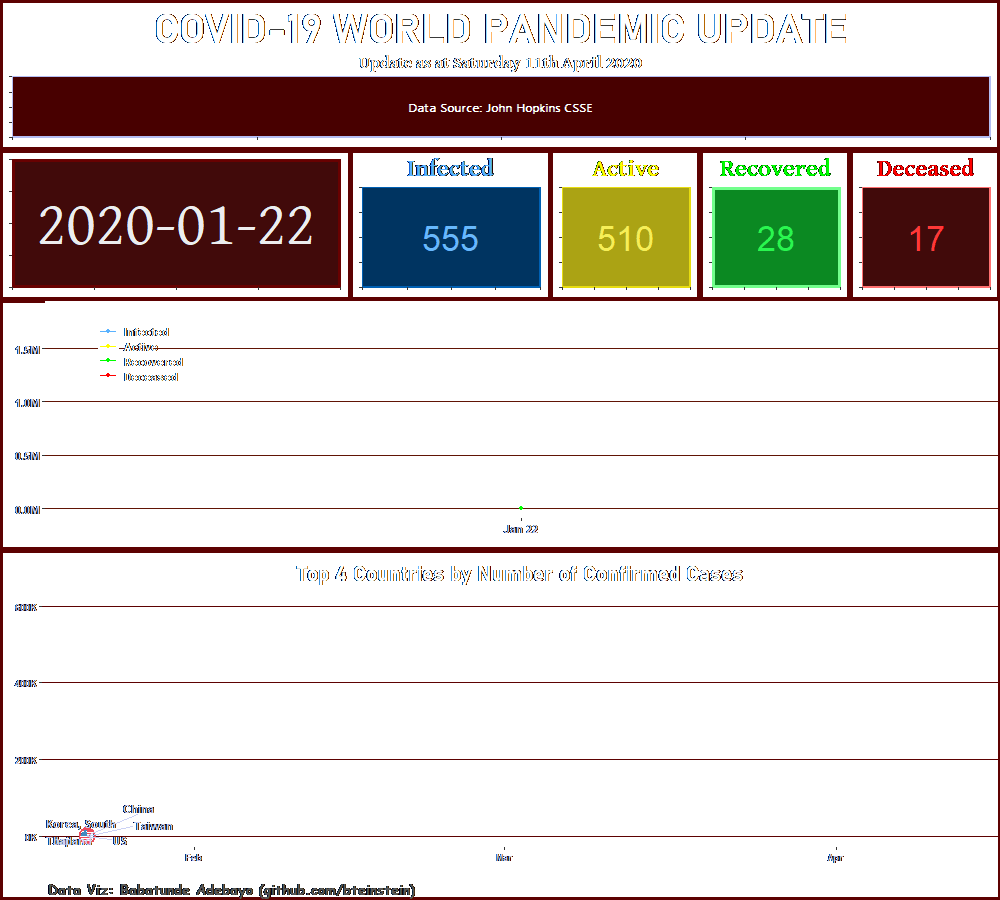 COVID-19 WORLD PANDEMIC UPDATE
Update as at Saturday 11th April 2020
Data Source: John Hopkins CSSE
2020-01-22
Infected
555
Active
510
Recovered
28
Deceased
17
Infected
Active
Recovered
Deceased
1.5M
1.0M
0.5M
0.0M
Jan 22
Top 4 Countries by Number of Confirmed Cases
600K
400K
200K
0K
China
Korea, South
Taiwan
US
Feb
Mar
Apr
Data Viz: Babatunde Adebayo (github.com/bteinstein)